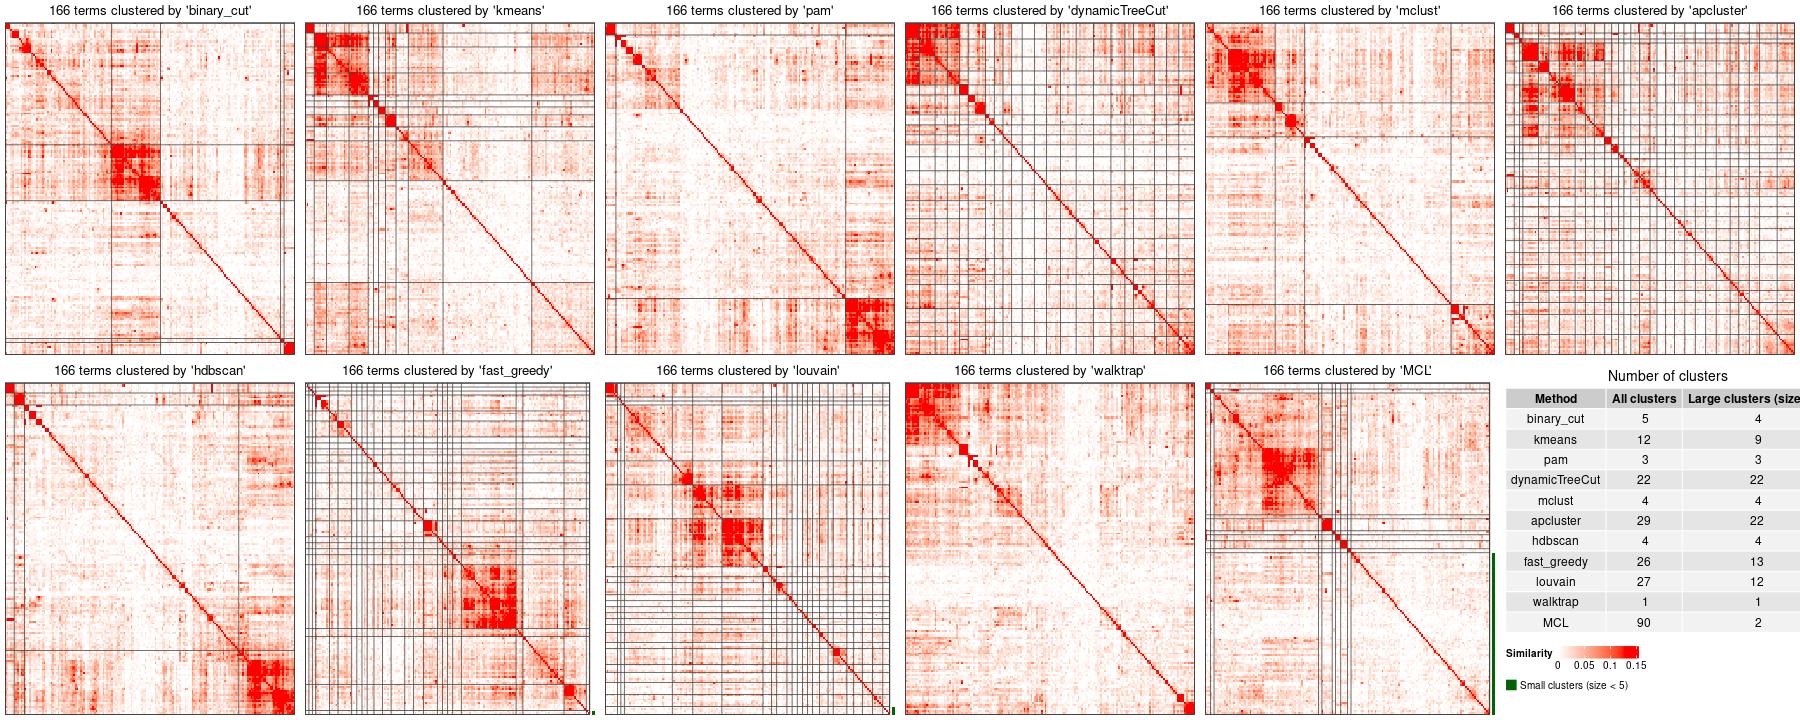 166 terms clustered by 'binary_cut'
166 terms clustered by 'kmeans'
166 terms clustered by 'pam'
166 terms clustered by 'dynamicTreeCut'
166 terms clustered by 'mclust'
166 terms clustered by 'apcluster'
166 terms clustered by 'hdbscan'
166 terms clustered by 'fast_greedy'
166 terms clustered by 'louvain'
166 terms clustered by 'walktrap'
166 terms clustered by 'MCL'
Number of clusters
Method All clusters Large clusters (size
binary_cut 5 4
kmeans 12 9
pam 3 3
dynamicTreeCut 22 22
mclust 4 4
apcluster 29 22
hdbscan 4 4
fast_greedy 26 13
louvain 27 12
walktrap 1 1
MCL 90 2
Similarity
0 0.05 0.1 0.15
Small clusters (size < 5)